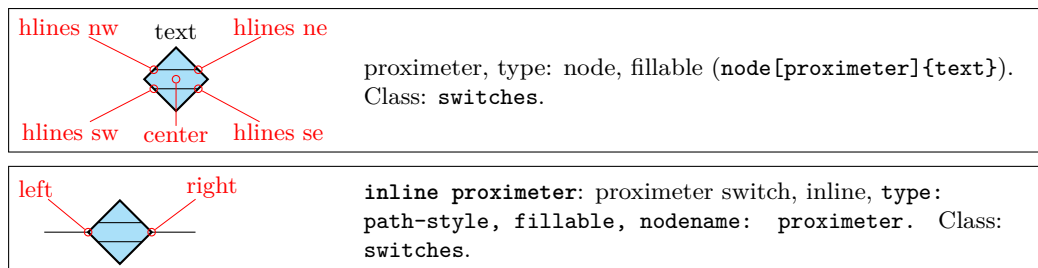 hlines nw text hlines ne
proximeter, type: node, fillable (node[proximeter]{text}).
Class: switches.
hlines sw center hlines se
left right
inline proximeter: proximeter switch, inline, type:
path-style, fillable, nodename: proximeter. Class:
switches.